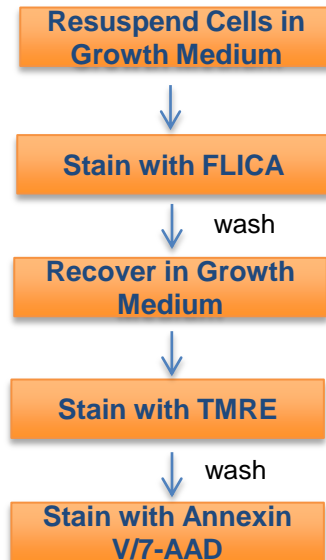 Resuspend Cells in
Growth Medium
Stain with FLICA
wash
Recover in Growth
Medium
Stain with TMRE
wash
Stain with Annexin
V/7-AAD